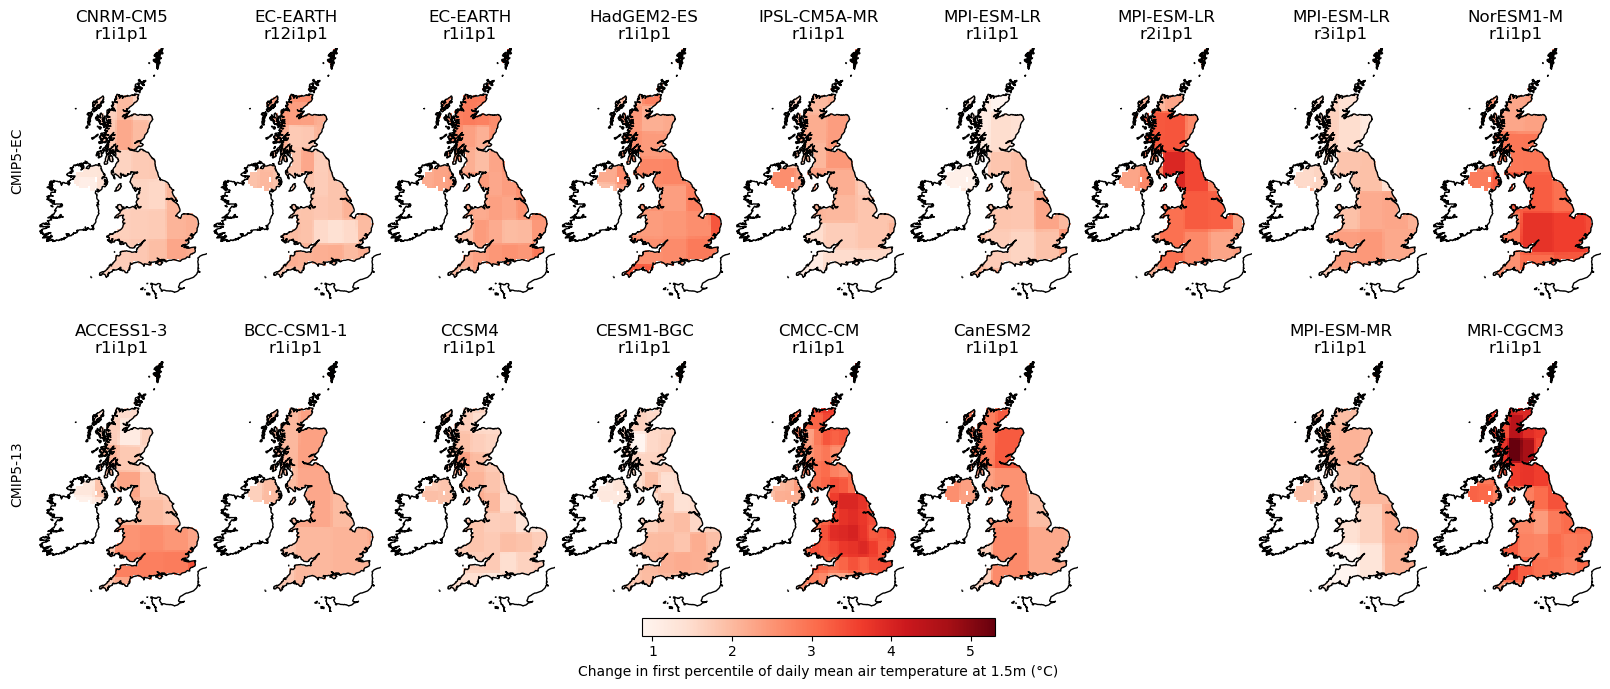 CNRM-CM5
r1i1p1
EC-EARTH
r12i1p1
EC-EARTH
r1i1p1
HadGEM2-ES
r1i1p1
IPSL-CM5A-MR
r1i1p1
MPI-ESM-LR
r1i1p1
MPI-ESM-LR
r2i1p1
MPI-ESM-LR
r3i1p1
NorESM1-M
r1i1p1
CMIP5-EC
ACCESS1-3
r1i1p1
BCC-CSM1-1
r1i1p1
CCSM4
r1i1p1
CESM1-BGC
r1i1p1
CMCC-CM
r1i1p1
CanESM2
r1i1p1
MPI-ESM-MR
r1i1p1
MRI-CGCM3
r1i1p1
CMIP5-13
1 2 3 4 5
Change in first percentile of daily mean air temperature at 1.5m (°C)